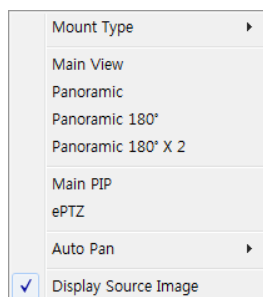 Mount Type
Main View
Panoramic
Panoramic 180°
Panoramic 180° X 2
Main PIP
ePTZ
Auto Pan
Display Source Image